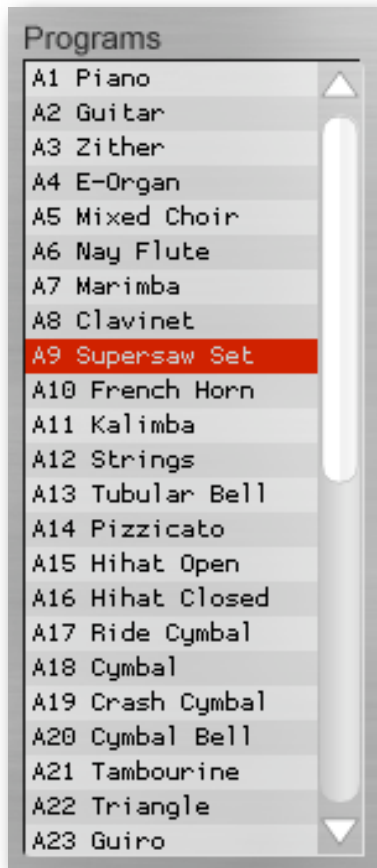 Programs
A1 Piano
A2 Guitar
A3 Zither
A4 E-Organ
A5 Mixed Choir
A6 Nay Flute
A7 Marimba
A8 Clavinet
A9 Supersaw Set
A10 French Horn
A11 Kalimba
A12 Strings
A13 Tubular Bell
A14 Pizzicato
A15 Hihat Open
A16 Hihat Closed
A17 Ride Cymbal
A18 Cymbal
A19 Crash Cymbal
A20 Cymbal Bell
A21 Tambourine
A22 Triangle
A23 Guiro